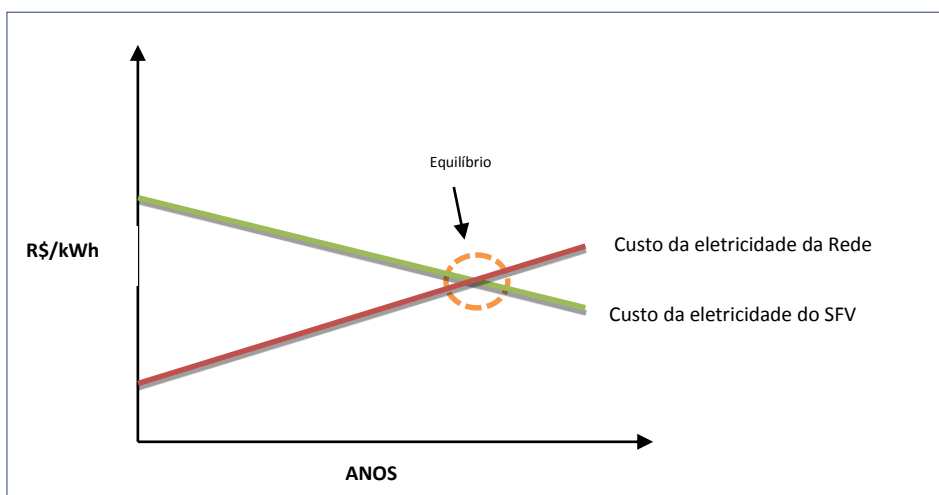 Equilíbrio
R$/kWh
Custo da eletricidade da Rede
Custo da eletricidade do SFV
ANOS